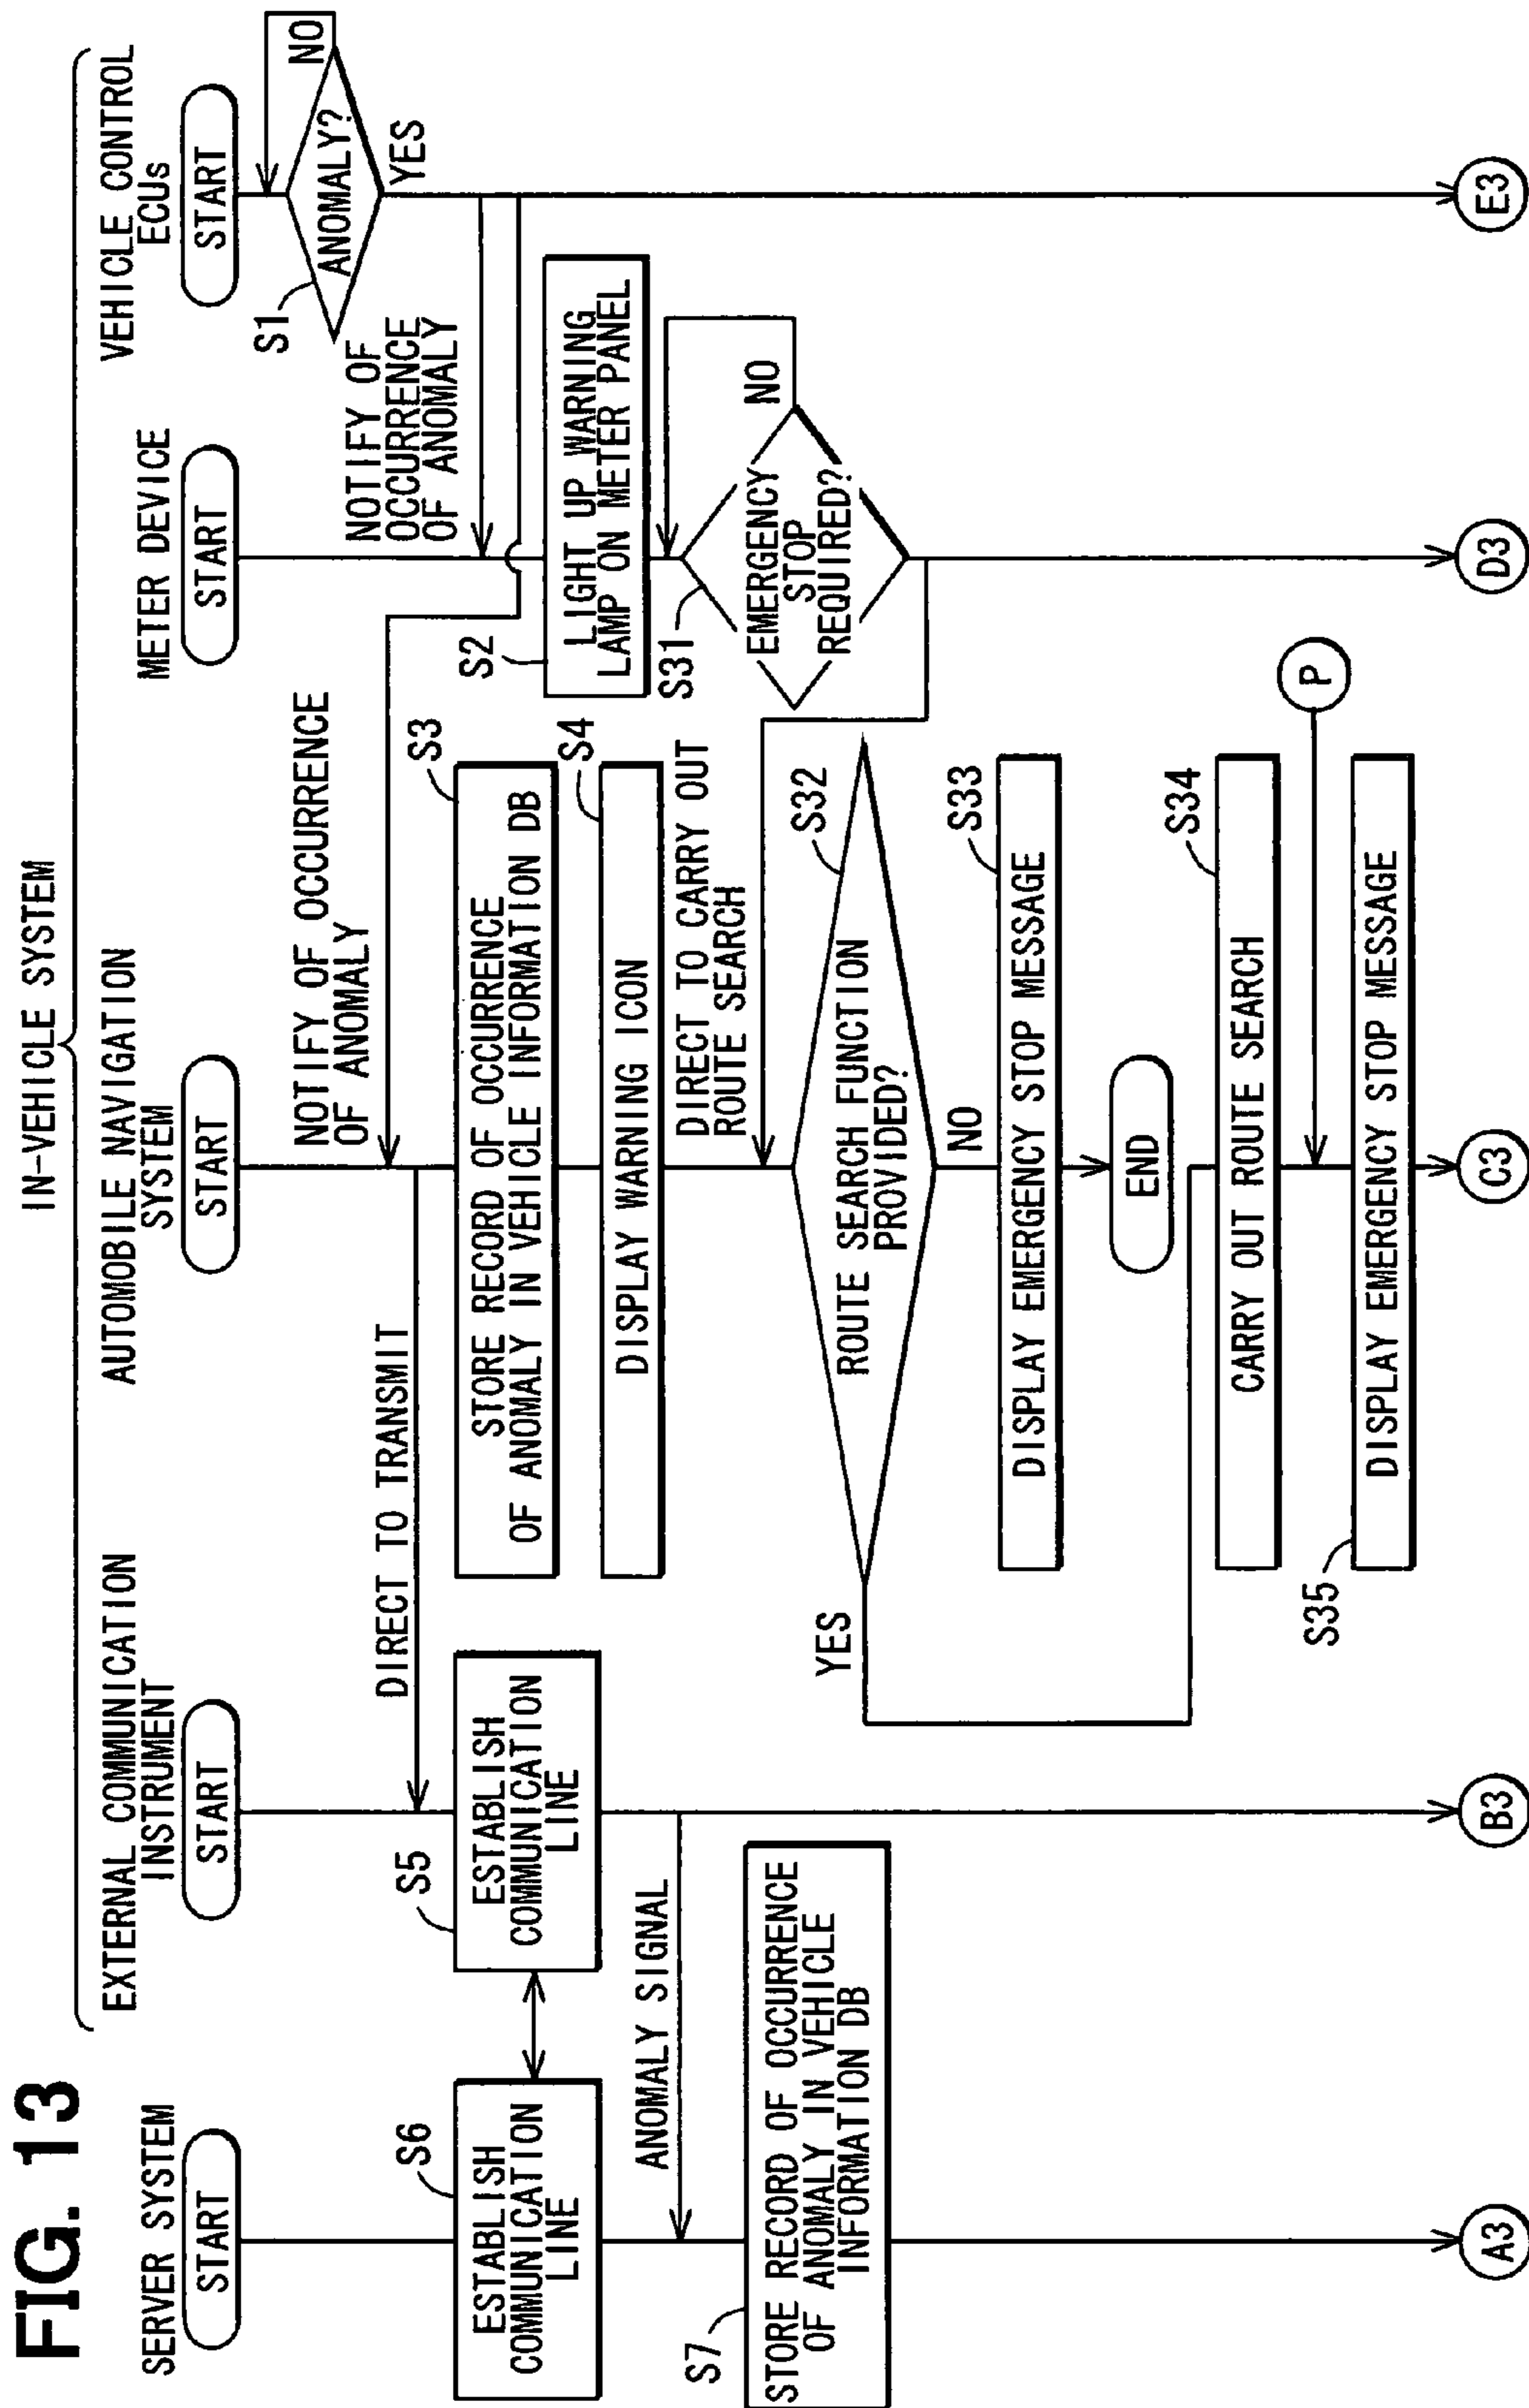 FIG. 13
IN-VEHICLE SYSTEM
SERVER SYSTEM
START
S6
ESTABLISH
COMMUNICATION
LINE
ANOMALY SIGNAL
S7
STORE RECORD OF OCCURRENCE
OF ANOMALY IN VEHICLE
INFORMATION DB
A3
EXTERNAL COMMUNICATION
INSTRUMENT
START
DIRECT TO TRANSMIT
S5
ESTABLISH
COMMUNICATION
LINE
B3
AUTOMOBILE NAVIGATION
SYSTEM
START
NOTIFY OF OCCURRENCE
OF ANOMALY
S3
STORE RECORD OF OCCURRENCE
OF ANOMALY IN VEHICLE INFORMATION DB
S4
DISPLAY WARNING ICON
DIRECT TO CARRY OUT
ROUTE SEARCH
S32
ROUTE SEARCH FUNCTION
PROVIDED?
YES
NO
S33
DISPLAY EMERGENCY STOP MESSAGE
END
S34
CARRY OUT ROUTE SEARCH
P
S35
DISPLAY EMERGENCY STOP MESSAGE
C3
METER DEVICE
START
NOTIFY OF
OCCURRENCE
OF ANOMALY
S2
LIGHT UP WARNING
LAMP ON METER PANEL
S31
EMERGENCY
STOP
REQUIRED?
NO
D3
VEHICLE CONTROL
ECUs
START
S1
ANOMALY?
NO
YES
E3